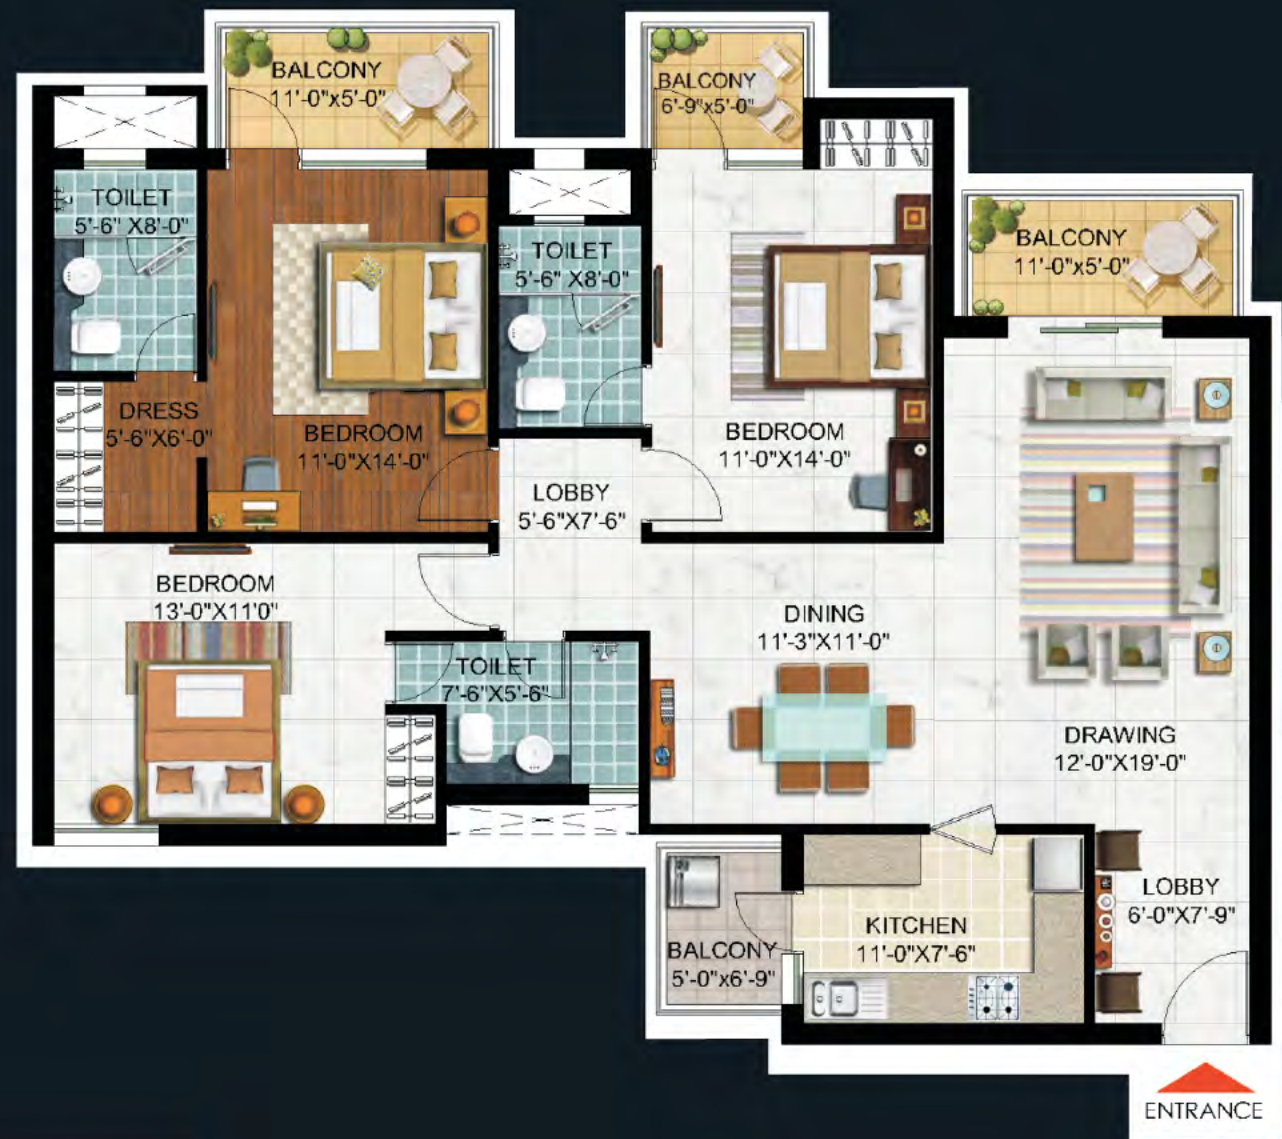 BALCONY
11'-0"x5'-0"
BALCONY
6'-9"x5'-0"
TOILET
5'-6" X8'-0"
TOILET
5'-6" X8'-0"
BALCONY
11'-0"x5'-0"
DRESS
5'-6"X6'-0"
BEDROOM
11'-0"X14'-0"
BEDROOM
11'-0"X14'-0"
LOBBY
5'-6"X7'-6"
BEDROOM
13'-0"X11'0"
DINING
11'-3"X11'-0"
TOILET
7'-6"X5'-6"
DRAWING
12'-0"X19'-0"
LOBBY
6'-0"X7'-9"
KITCHEN
11'-0"X7'-6"
BALCONY
5'-0"x6'-9"
ENTRANCE